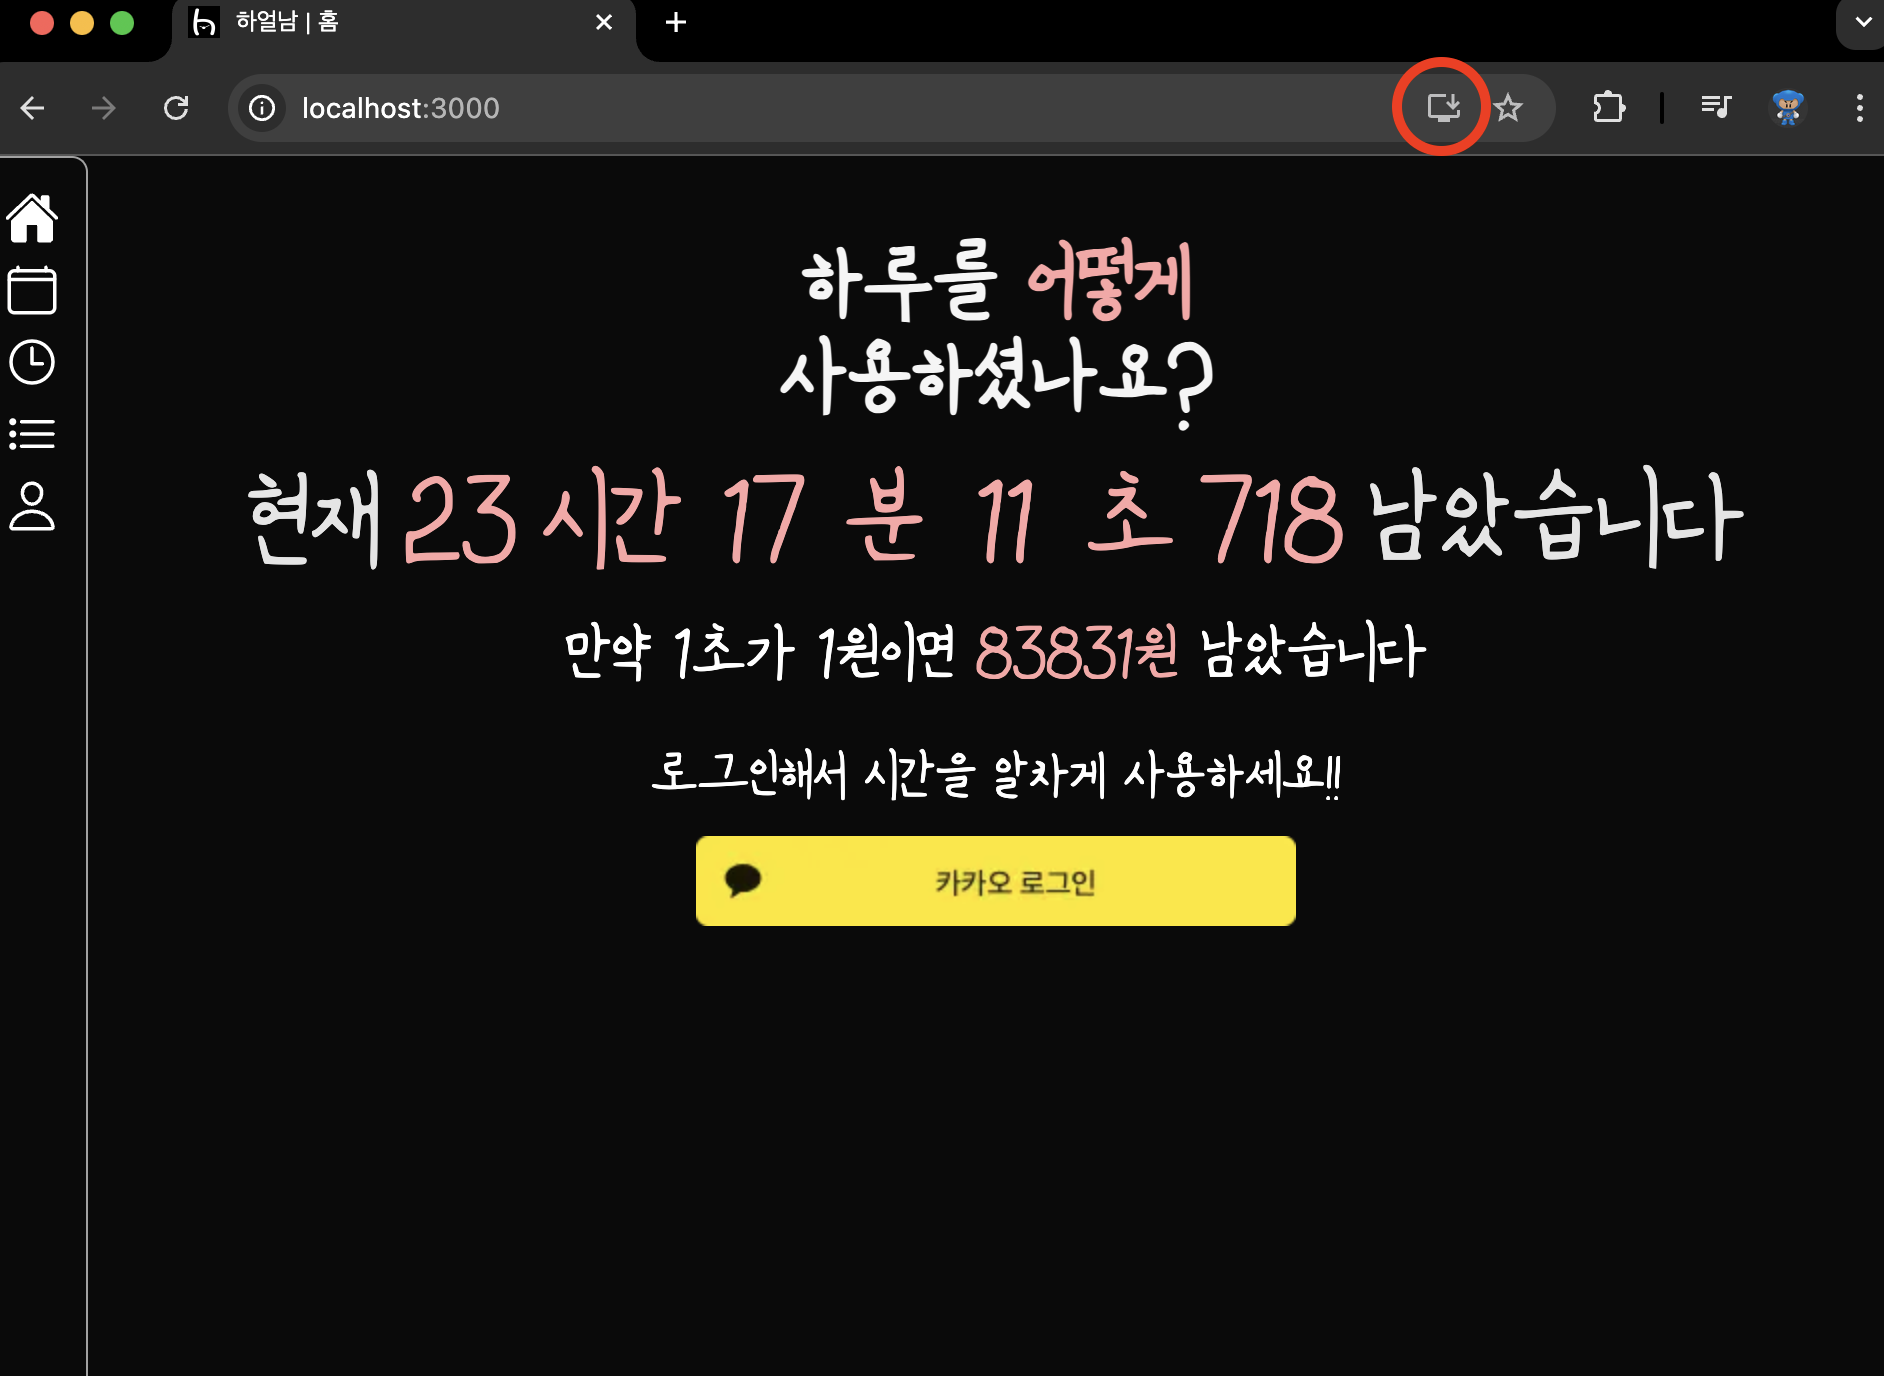 하얼남 | 홈
localhost:3000
하루를 어떻게
사용하셨나요?
현재 23 시간 17 분 11 초 718 남았습니다
만약 1초가 1원이면 83831원 남았습니다
로그인해서 시간을 알차게 사용하세요!!
카카오 로그인